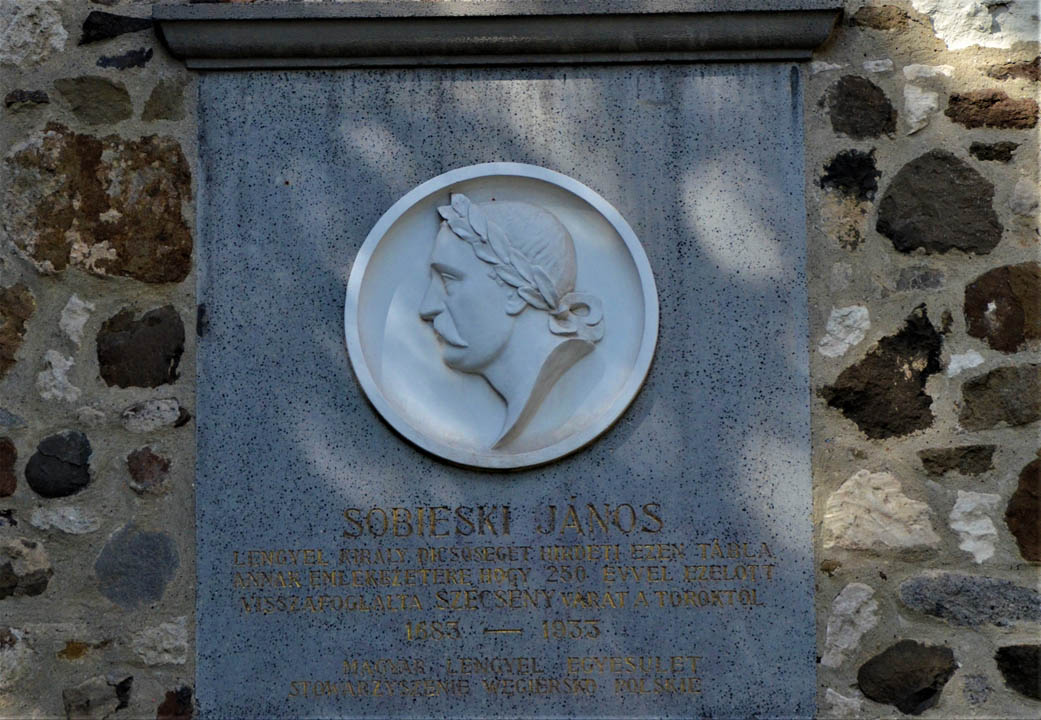 SOBIESKI JÁNOS
LENGYEL KIRÁLY DICSŐSÉGÉT HIRDETI EZEN TÁBLA
ANNAK EMLÉKEZETÉRE HOGY 250 ÉVVEL EZELŐTT
VISSZAFOGLALTA SZÉCSÉNY VÁRÁT A TÖRÖKTŐL
1683 — 1933
MAGYAR LENGYEL EGYESÜLET
STOWARZYSZENIE WĘGIERSKO POLSKIE